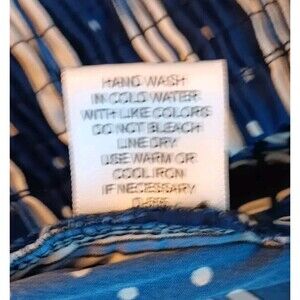 HAND WASH
IN COLD WATER
WITH LIKE COLORS
DO NOT BLEACH
LINE DRY
USE WARM OR
COOL IRON
IF NECESSARY